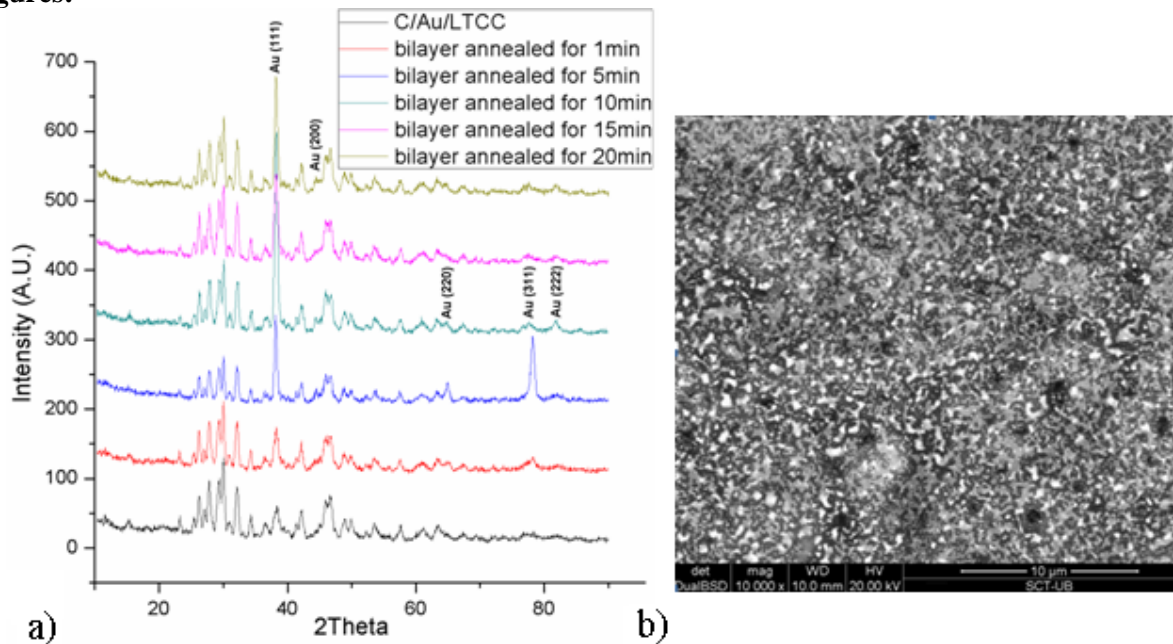 gures:
C/Au/LTCC
bilayer annealed for 1min
bilayer annealed for 5min
bilayer annealed for 10min
bilayer annealed for 15min
bilayer annealed for 20min
Au (111)
Au (200)
Au (220)
Au (311)
Au (222)
700
600
500
400
300
200
100
0
Intensity (A.U.)
20
40
60
80
2Theta
a)
det
mag
WD
HV
10 µm
DualBSD
10 000 x
10.0 mm
20.00 kV
SCT-UB
b)